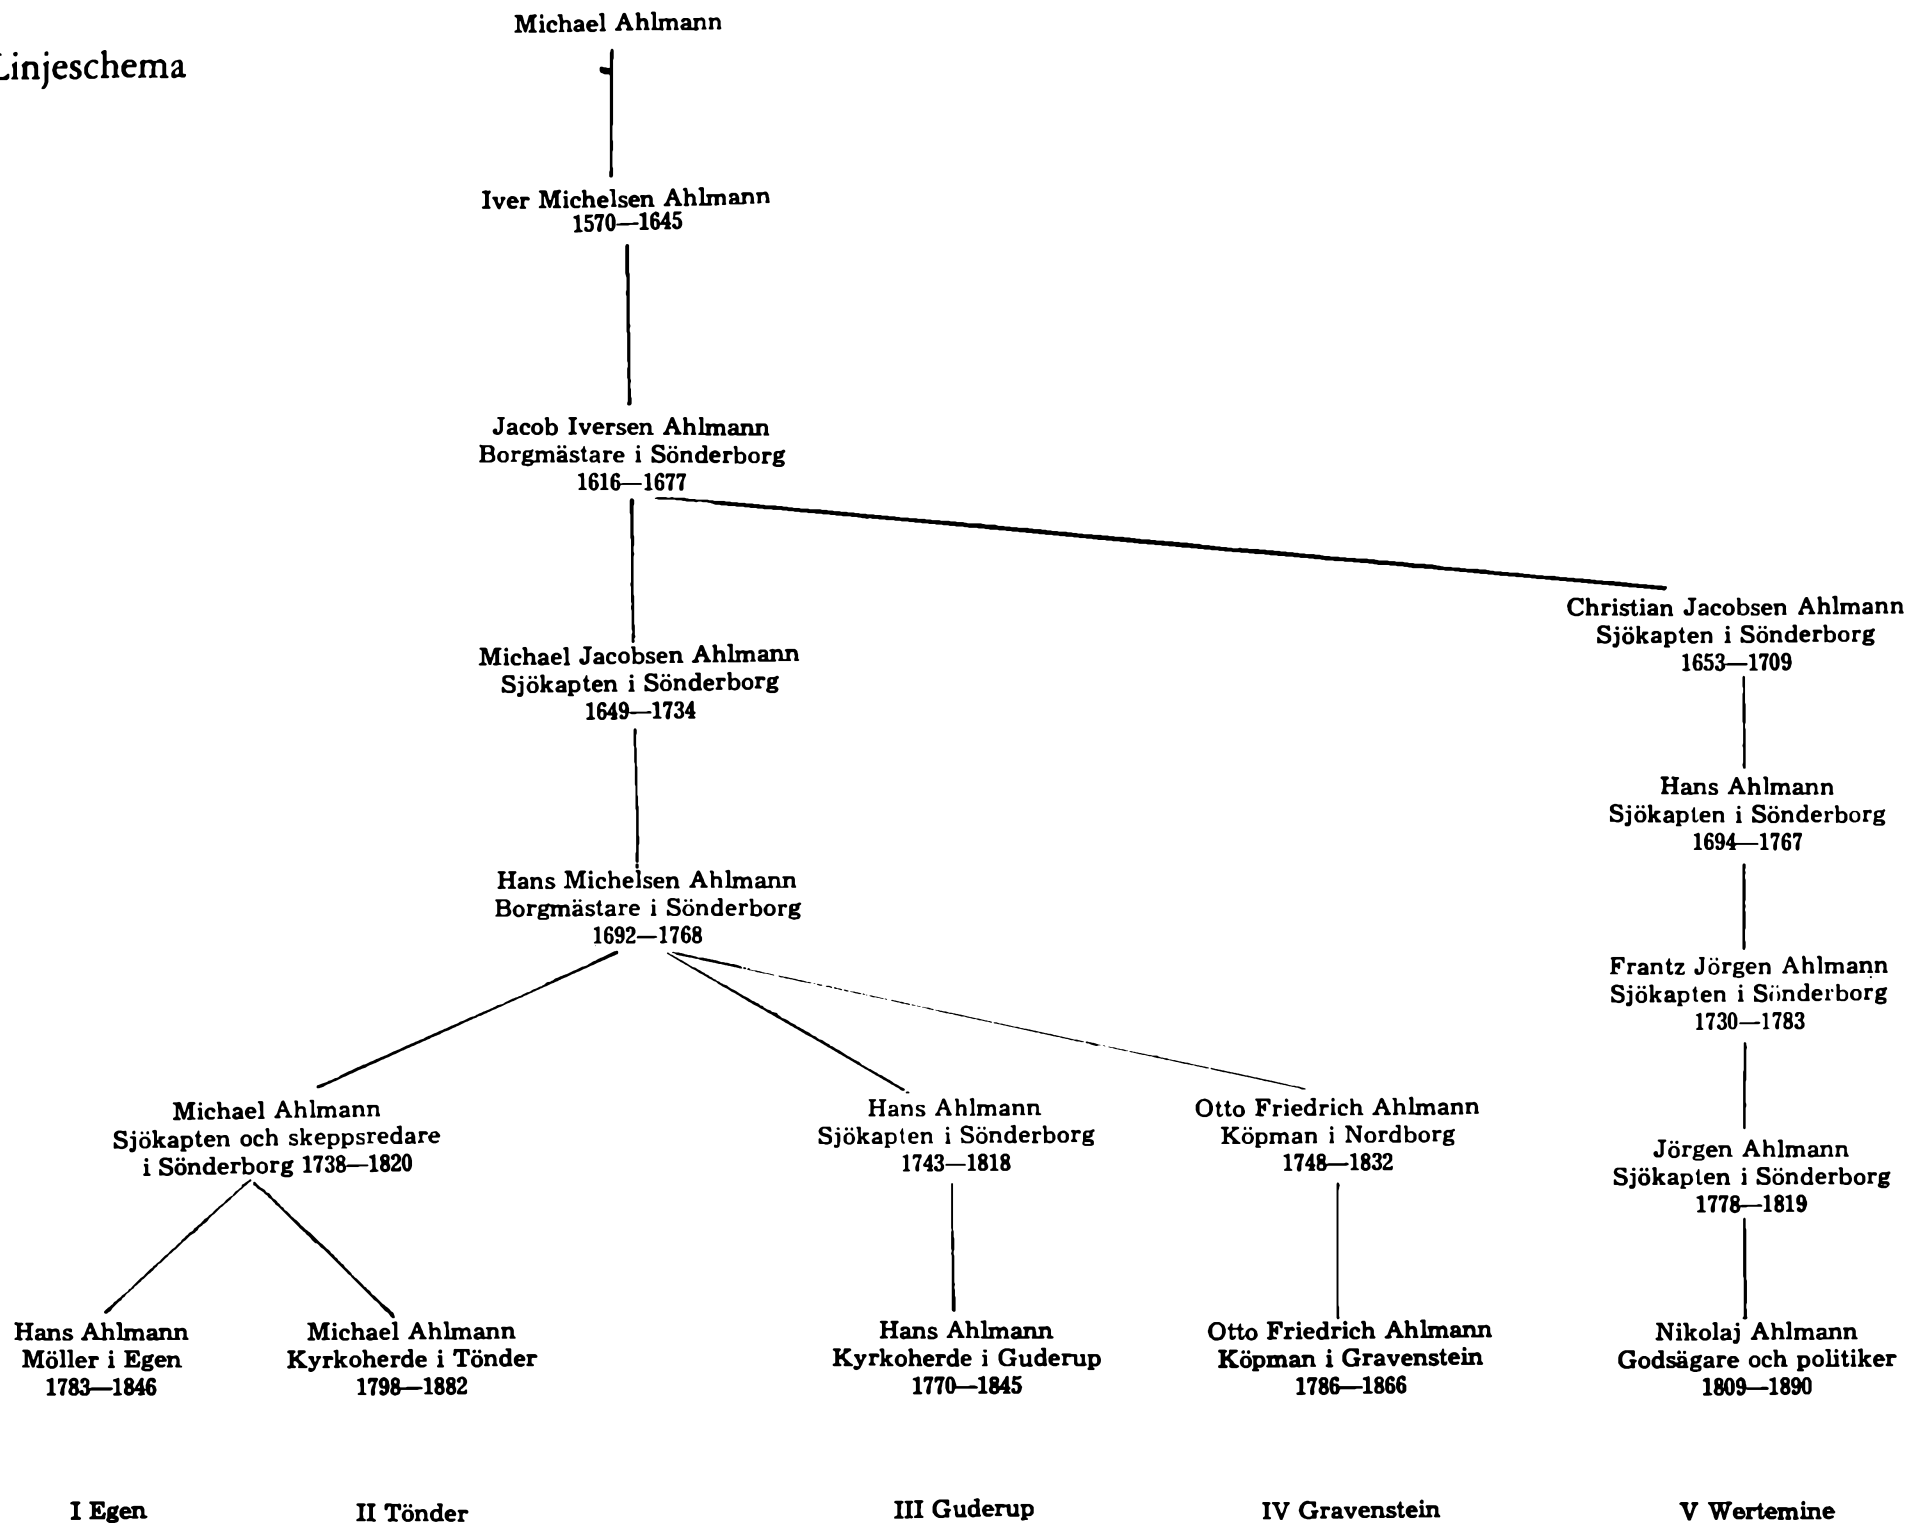 Michael Ahlmann
Linjeschema
Iver Michelsen Ahlmann
1570—1645
Jacob Iversen Ahlmann
Borgmästare i Sönderborg
1616—1677
Christian Jacobsen Ahlmann
Sjökapten i Sönderborg
1653—1709
Michael Jacobsen Ahlmann
Sjökapten i Sönderborg
1649—1734
Hans Ahlmann
Sjökapten i Sönderborg
1694—1767
Hans Michelsen Ahlmann
Borgmästare i Sönderborg
1692—1768
Frantz Jörgen Ahlmann
Sjökapten i Sönderborg
1730—1783
Michael Ahlmann
Sjökapten och skeppsredare
i Sönderborg 1738—1820
Hans Ahlmann
Sjökapten i Sönderborg
1743—1818
Otto Friedrich Ahlmann
Köpman i Nordborg
1748—1832
Jörgen Ahlmann
Sjökapten i Sönderborg
1778—1819
Hans Ahlmann
Möller i Egen
1783—1846
Michael Ahlmann
Kyrkoherde i Tönder
1798—1882
Hans Ahlmann
Kyrkoherde i Guderup
1770—1845
Otto Friedrich Ahlmann
Köpman i Gravenstein
1786—1866
Nikolaj Ahlmann
Godsägare och politiker
1809—1890
I Egen
II Tönder
III Guderup
IV Gravenstein
V Wertemine